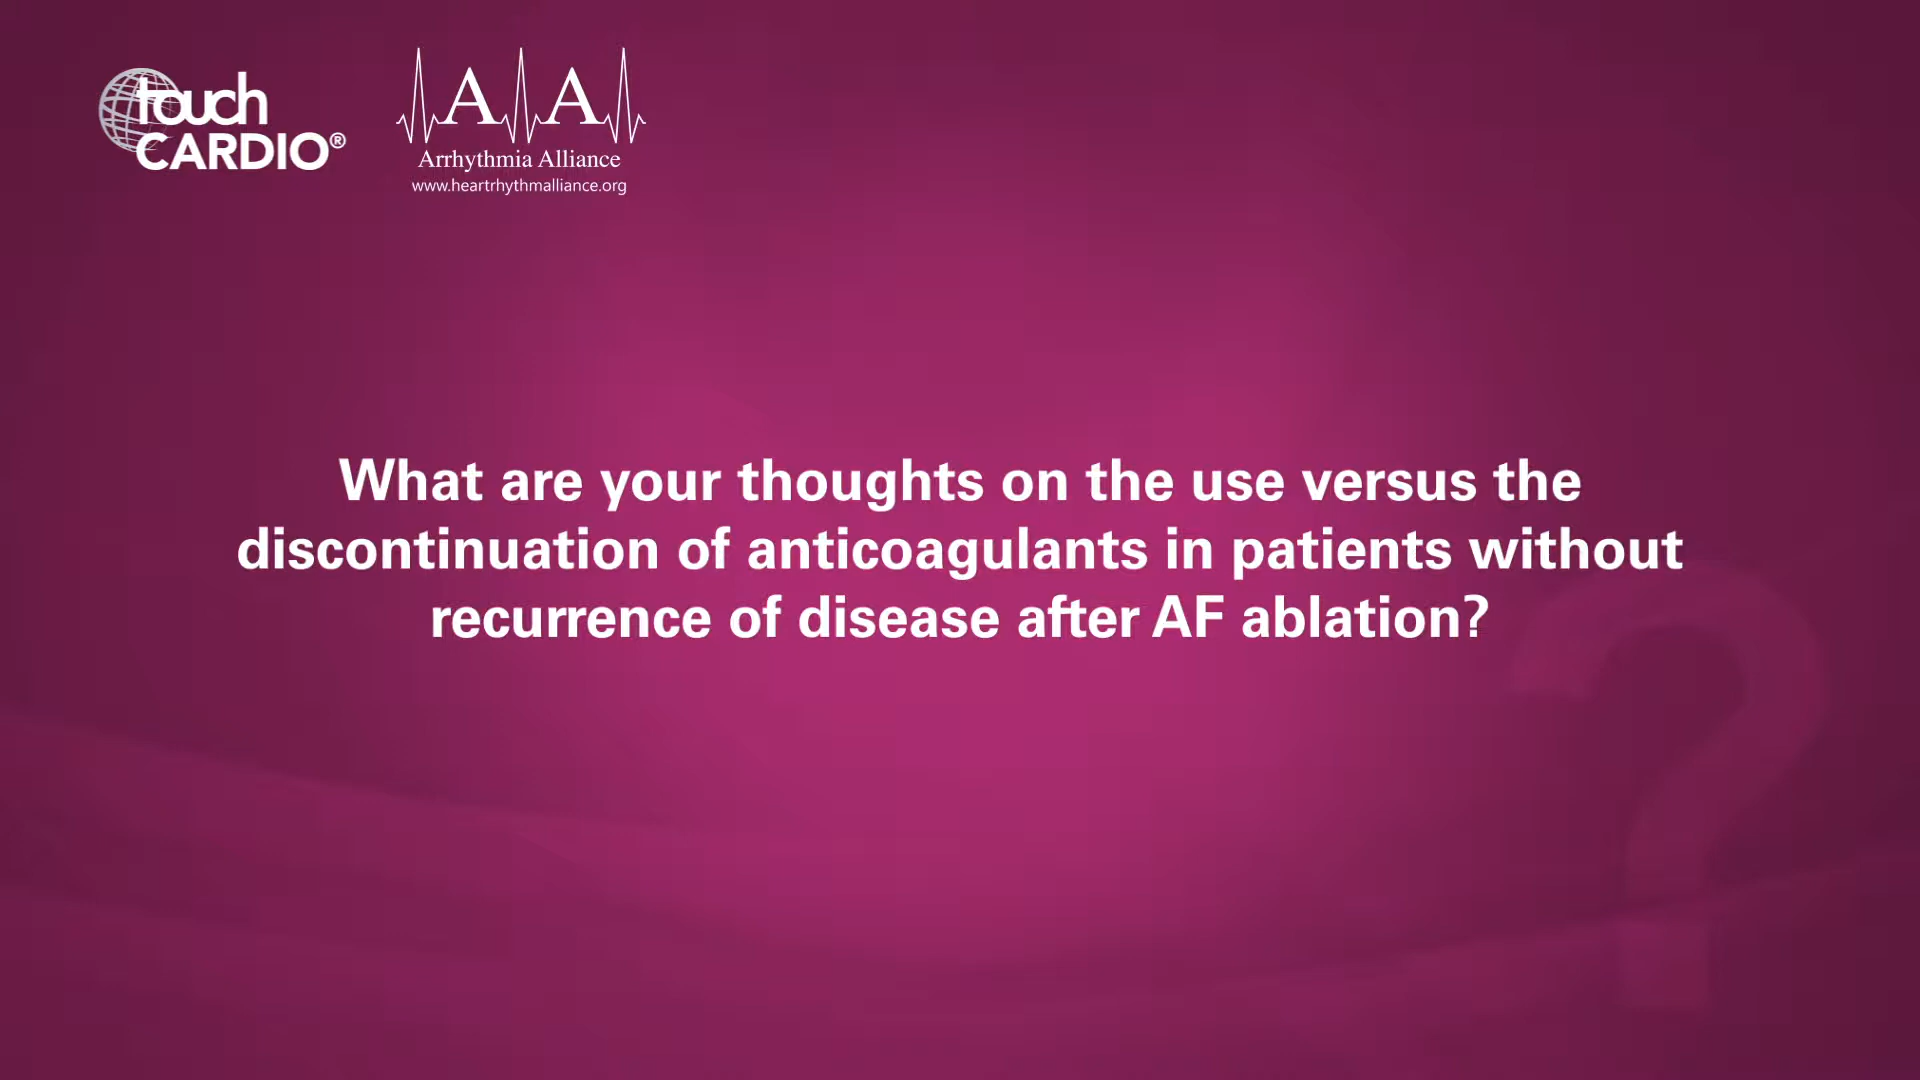 touch
CARDIO®
A A
Arrhythmia Alliance
www.heartrhythmalliance.org
What are your thoughts on the use versus the
discontinuation of anticoagulants in patients without
recurrence of disease after AF ablation?
?